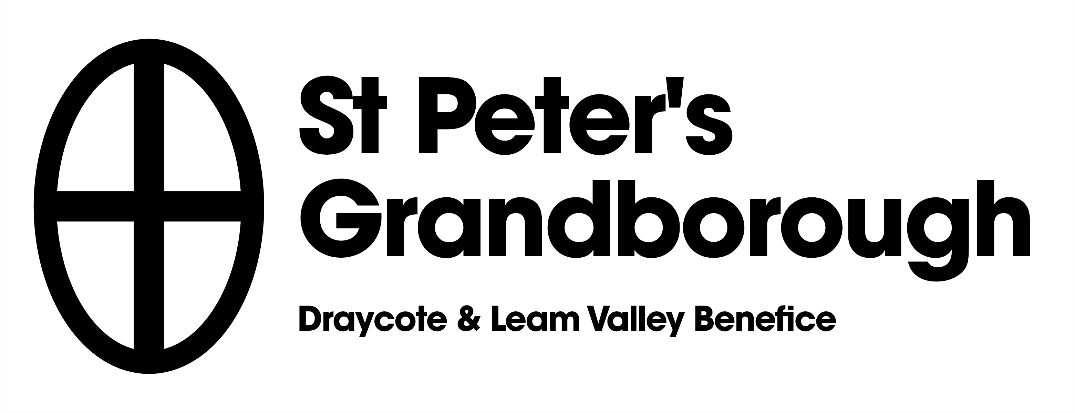 St Peter's
Grandborough
Draycote & Leam Valley Benefice